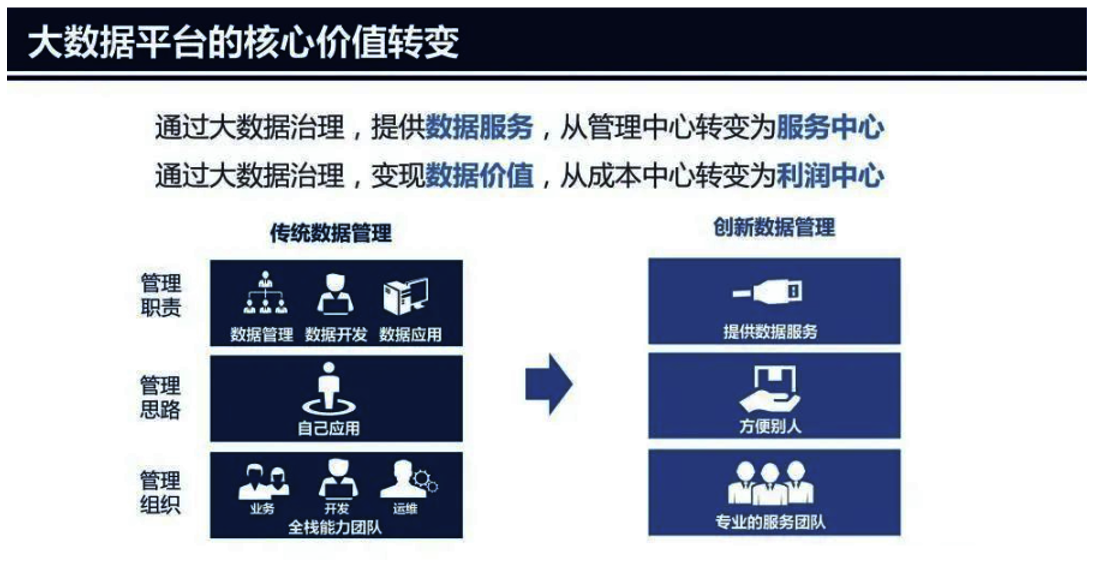 大数据平台的核心价值转变
通过大数据治理，提供数据服务，从管理中心转变为服务中心
通过大数据治理，变现数据价值，从成本中心转变为利润中心
传统数据管理
创新数据管理
管理
职责
数据管理 数据开发 数据应用
提供数据服务
管理
思路
自己应用
方便别人
管理
组织
业务 开发 运维
全栈能力团队
专业的服务团队